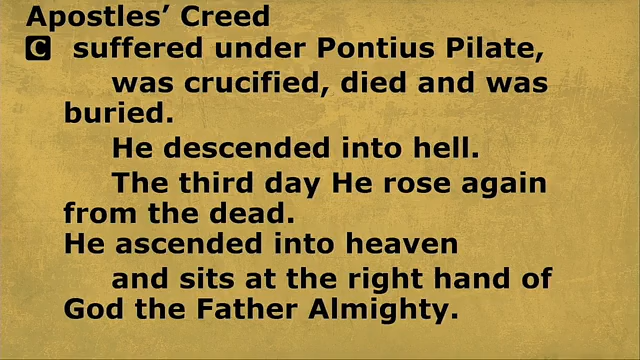 Apostles’ Creed
C suffered under Pontius Pilate,
was crucified, died and was
buried.
He descended into hell.
The third day He rose again
from the dead.
He ascended into heaven
and sits at the right hand of
God the Father Almighty.